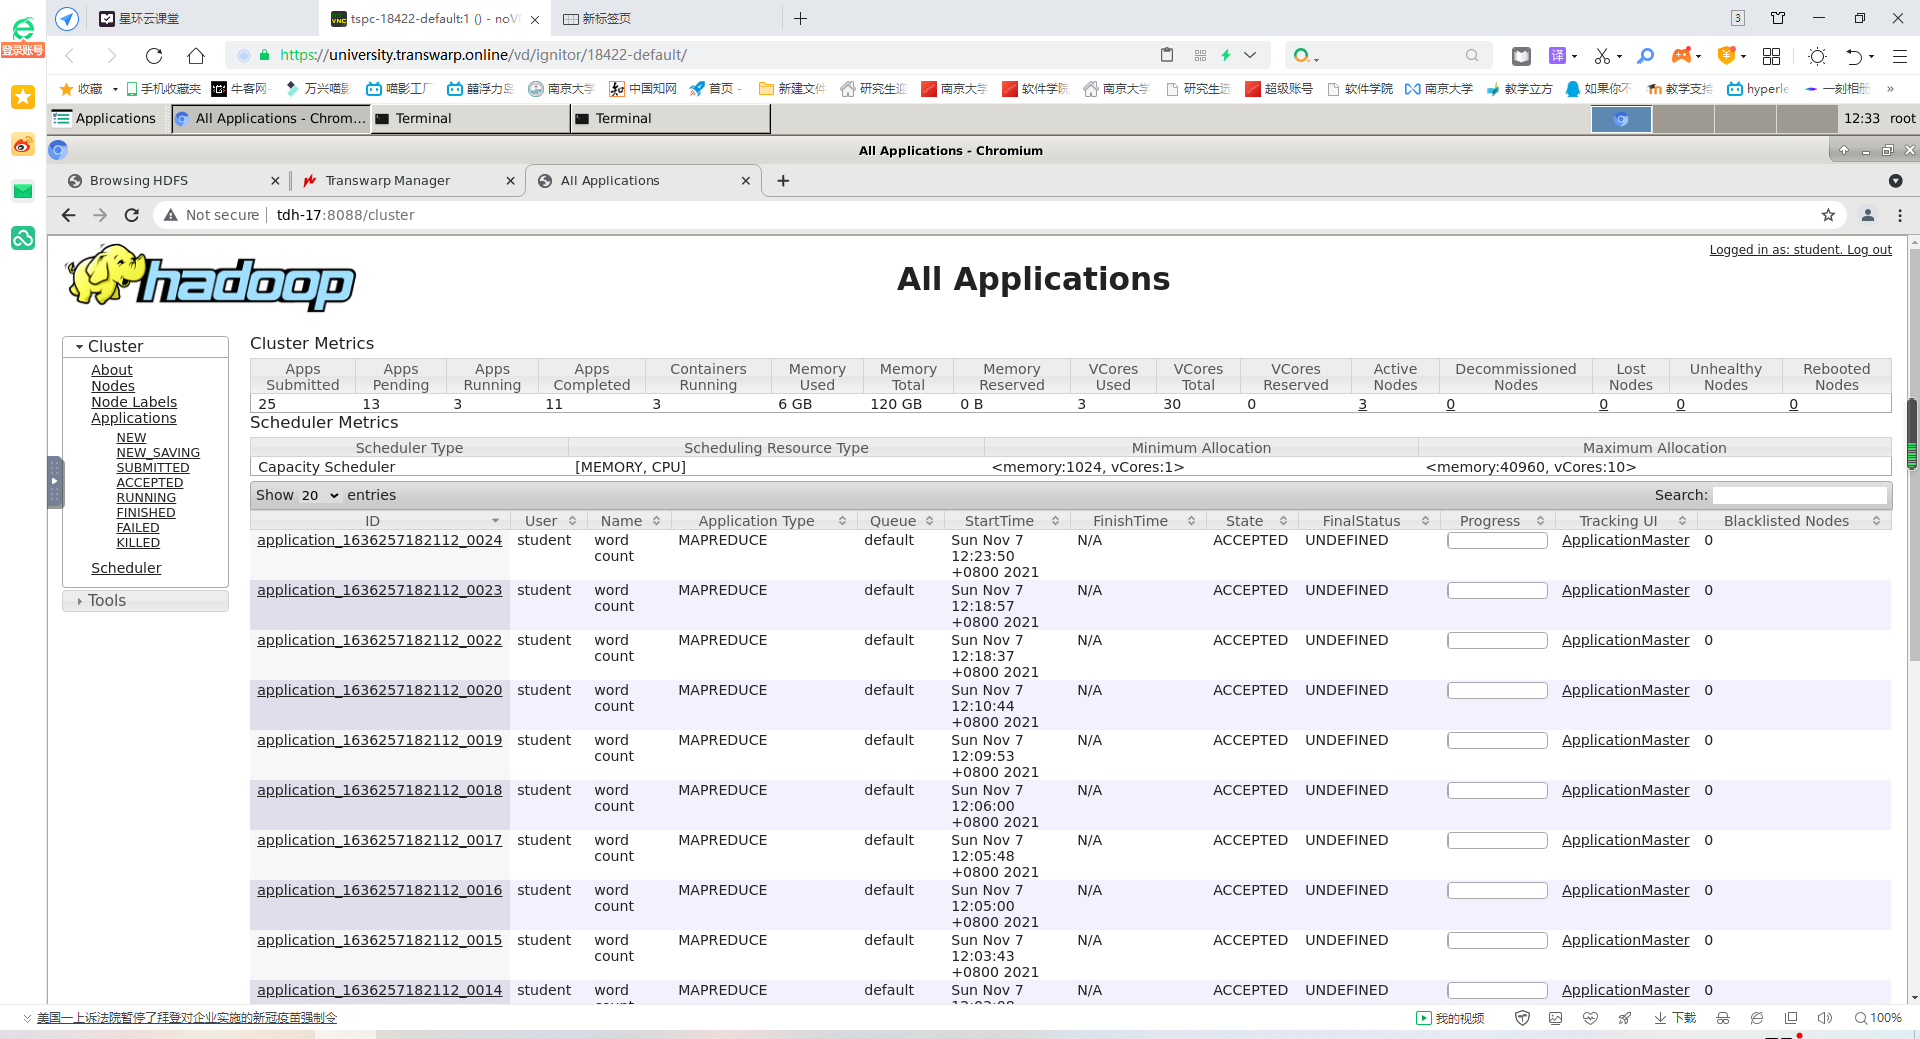 星环云课堂
tspc-18422-default:1 () - noVN
新标签页
3
登录账号
https://university.transwarp.online/vd/ignitor/18422-default/
译
收藏 手机收藏夹 牛客网- 万兴喵影 喵影工厂 囍浮力岛 南京大学 中国知网 首页 - 新建文件 研究生迎 南京大学 软件学院 南京大学 研究生选 超级账号 软件学院 南京大学 教学立方 如果你不 教学支持 hyperle 一刻相册 »
Applications
All Applications - Chrom...
Terminal
Terminal
12:33 root
All Applications - Chromium
Browsing HDFS
Transwarp Manager
All Applications
Not secure
tdh-17:8088/cluster
Logged in as: student. Log out
hadoop
All Applications
Cluster
About
Nodes
Node Labels
Applications
NEW
NEW_SAVING
SUBMITTED
ACCEPTED
RUNNING
FINISHED
FAILED
KILLED
Scheduler
Tools
Cluster Metrics
Apps Submitted Apps Pending Apps Running Apps Completed Containers Running Memory Used Memory Total Memory Reserved VCores Used VCores Total VCores Reserved Active Nodes Decommissioned Nodes Lost Nodes Unhealthy Nodes Rebooted Nodes
25 13 3 11 3 6 GB 120 GB 0 B 3 30 0 3 0 0 0 0
Scheduler Metrics
Scheduler Type Scheduling Resource Type Minimum Allocation Maximum Allocation
Capacity Scheduler [MEMORY, CPU] <memory:1024, vCores:1> <memory:40960, vCores:10>
Show 20 entries
Search:
ID User Name Application Type Queue StartTime FinishTime State FinalStatus Progress Tracking UI Blacklisted Nodes
application_1636257182112_0024 student word count MAPREDUCE default Sun Nov 7 12:23:50 +0800 2021 N/A ACCEPTED UNDEFINED ApplicationMaster 0
application_1636257182112_0023 student word count MAPREDUCE default Sun Nov 7 12:18:57 +0800 2021 N/A ACCEPTED UNDEFINED ApplicationMaster 0
application_1636257182112_0022 student word count MAPREDUCE default Sun Nov 7 12:18:37 +0800 2021 N/A ACCEPTED UNDEFINED ApplicationMaster 0
application_1636257182112_0020 student word count MAPREDUCE default Sun Nov 7 12:10:44 +0800 2021 N/A ACCEPTED UNDEFINED ApplicationMaster 0
application_1636257182112_0019 student word count MAPREDUCE default Sun Nov 7 12:09:53 +0800 2021 N/A ACCEPTED UNDEFINED ApplicationMaster 0
application_1636257182112_0018 student word count MAPREDUCE default Sun Nov 7 12:06:00 +0800 2021 N/A ACCEPTED UNDEFINED ApplicationMaster 0
application_1636257182112_0017 student word count MAPREDUCE default Sun Nov 7 12:05:48 +0800 2021 N/A ACCEPTED UNDEFINED ApplicationMaster 0
application_1636257182112_0016 student word count MAPREDUCE default Sun Nov 7 12:05:00 +0800 2021 N/A ACCEPTED UNDEFINED ApplicationMaster 0
application_1636257182112_0015 student word count MAPREDUCE default Sun Nov 7 12:03:43 +0800 2021 N/A ACCEPTED UNDEFINED ApplicationMaster 0
application_1636257182112_0014 student word MAPREDUCE default Sun Nov 7 N/A ACCEPTED UNDEFINED ApplicationMaster 0
美国一上诉法院暂停了拜登对企业实施的新冠疫苗强制令
我的视频
下载
100%